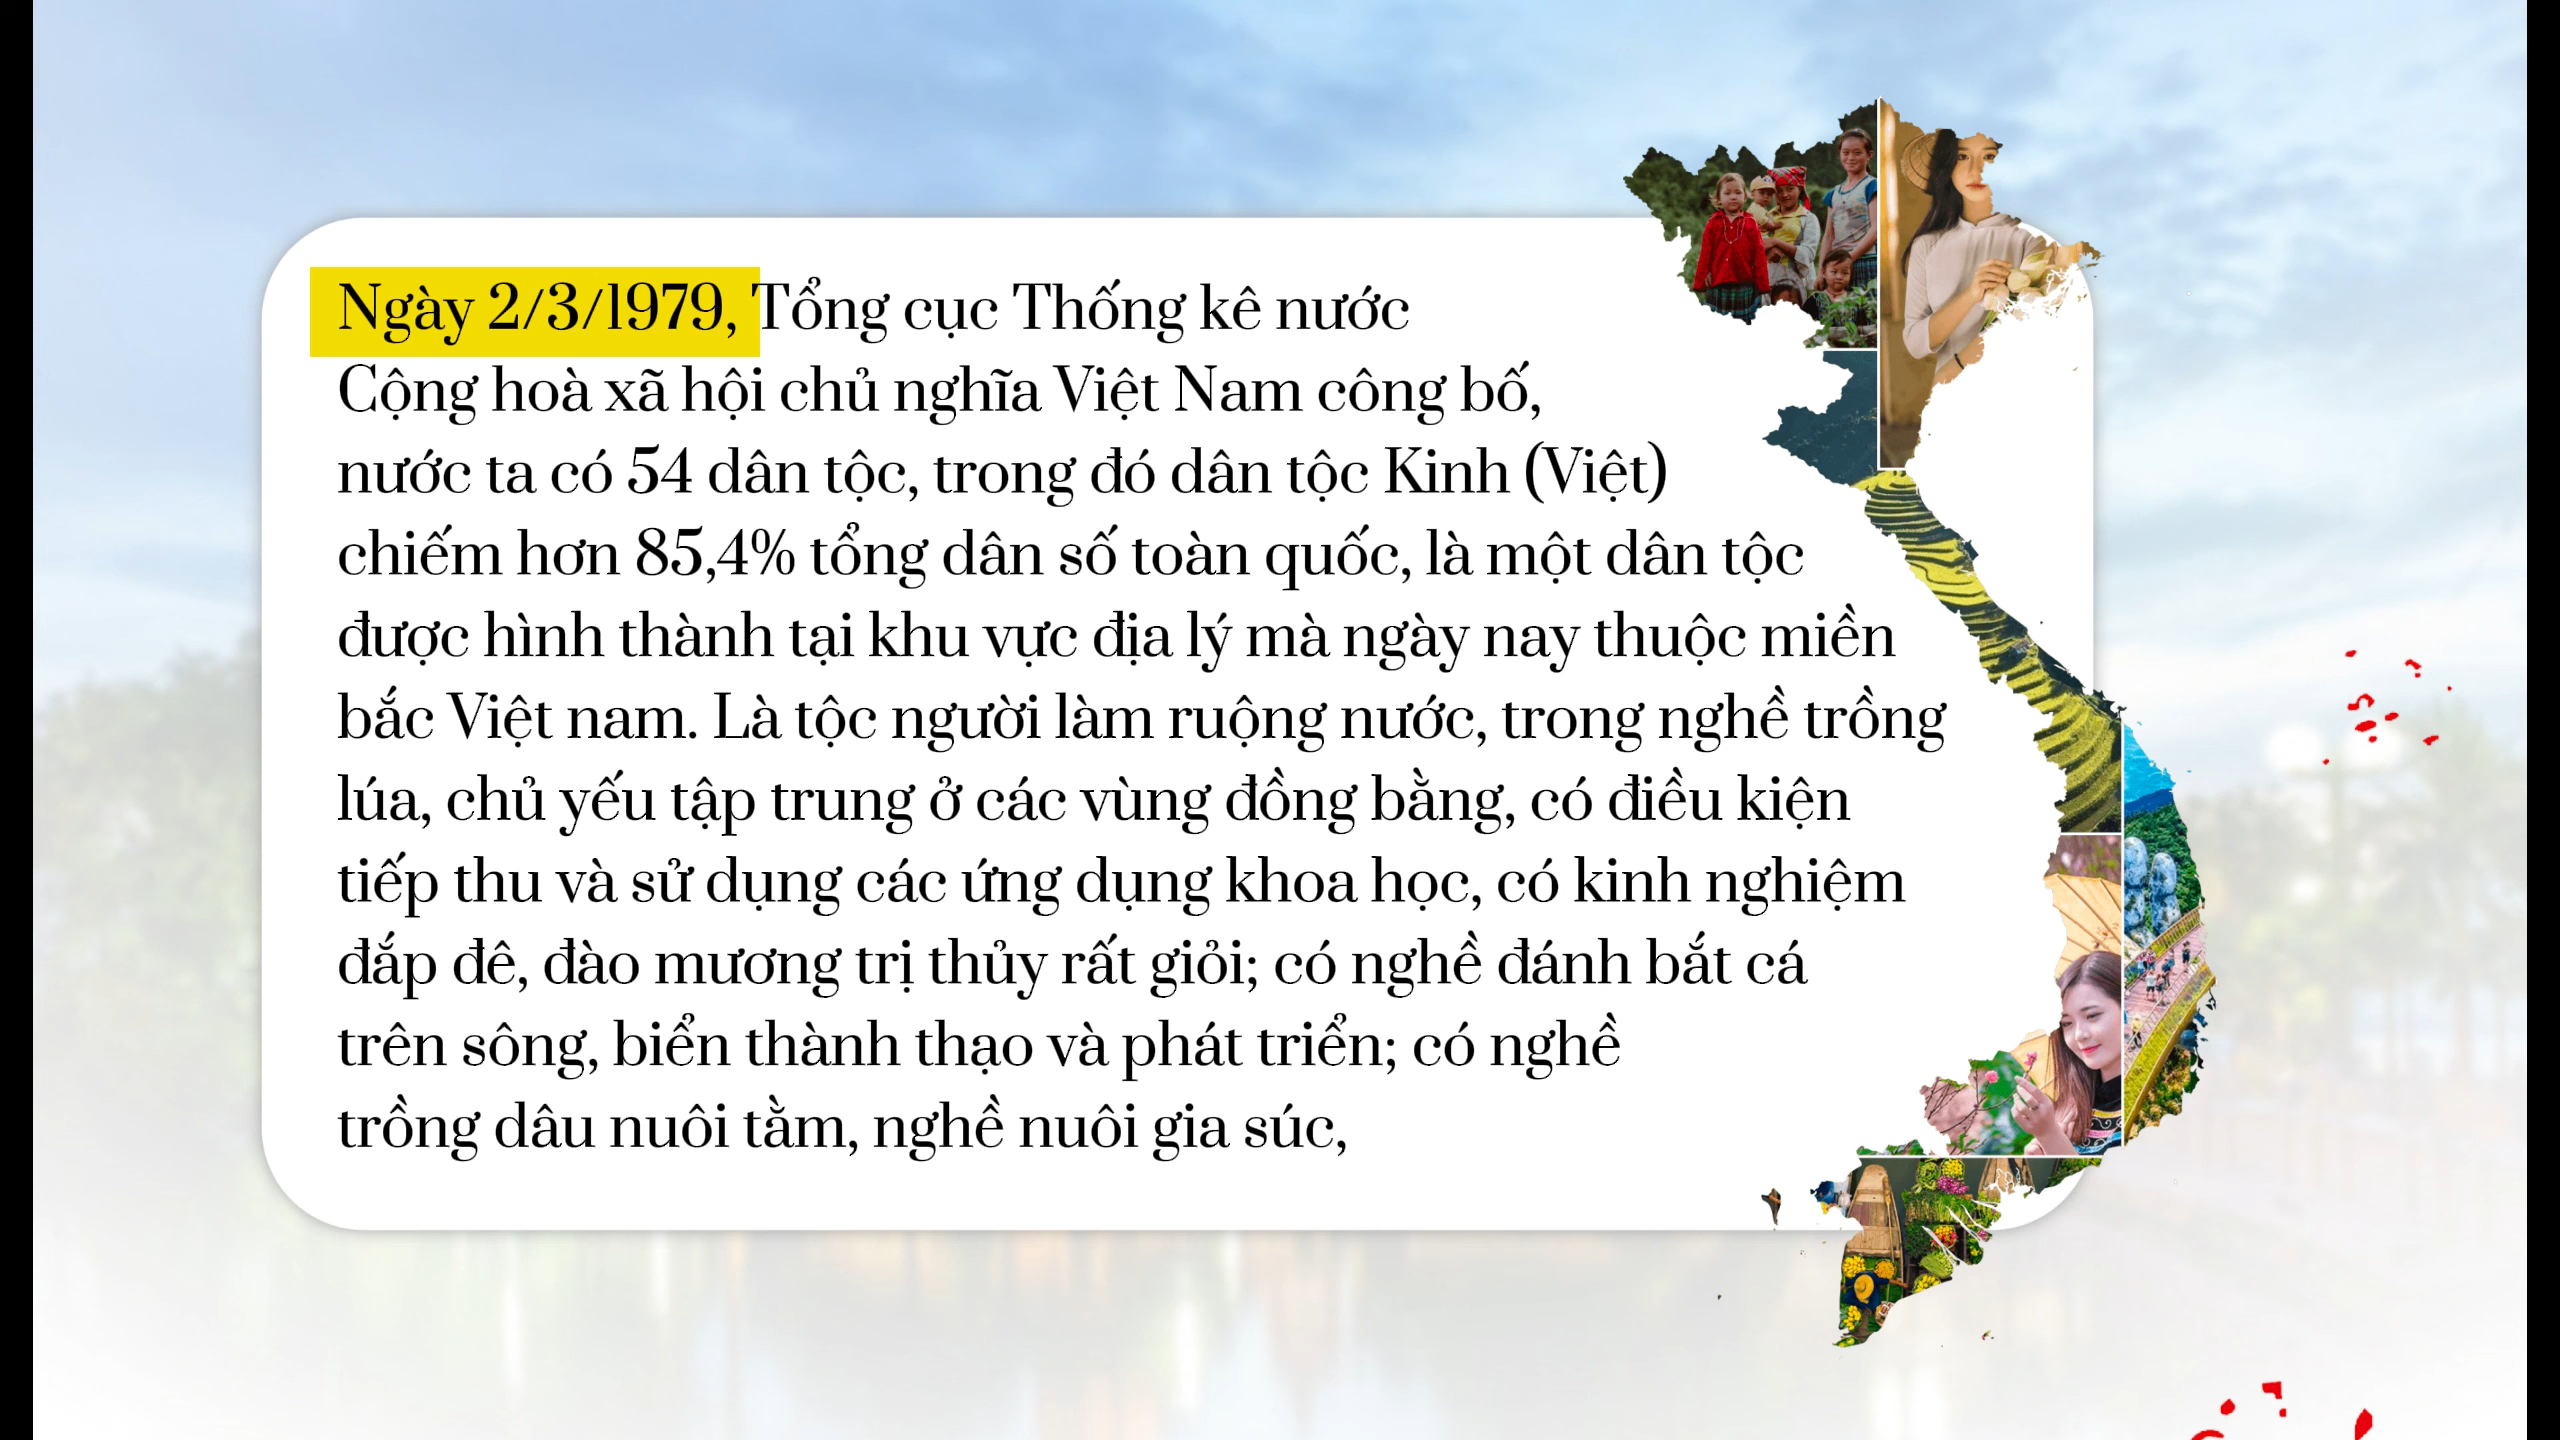 Ngày 2/3/1979, Tổng cục Thống kê nước
Cộng hoà xã hội chủ nghĩa Việt Nam công bố,
nước ta có 54 dân tộc, trong đó dân tộc Kinh (Việt)
chiếm hơn 85,4% tổng dân số toàn quốc, là một dân tộc
được hình thành tại khu vực địa lý mà ngày nay thuộc miền
bắc Việt nam. Là tộc người làm ruộng nước, trong nghề trồng
lúa, chủ yếu tập trung ở các vùng đồng bằng, có điều kiện
tiếp thu và sử dụng các ứng dụng khoa học, có kinh nghiệm
đắp đê, đào mương trị thủy rất giỏi; có nghề đánh bắt cá
trên sông, biển thành thạo và phát triển; có nghề
trồng dâu nuôi tằm, nghề nuôi gia súc,